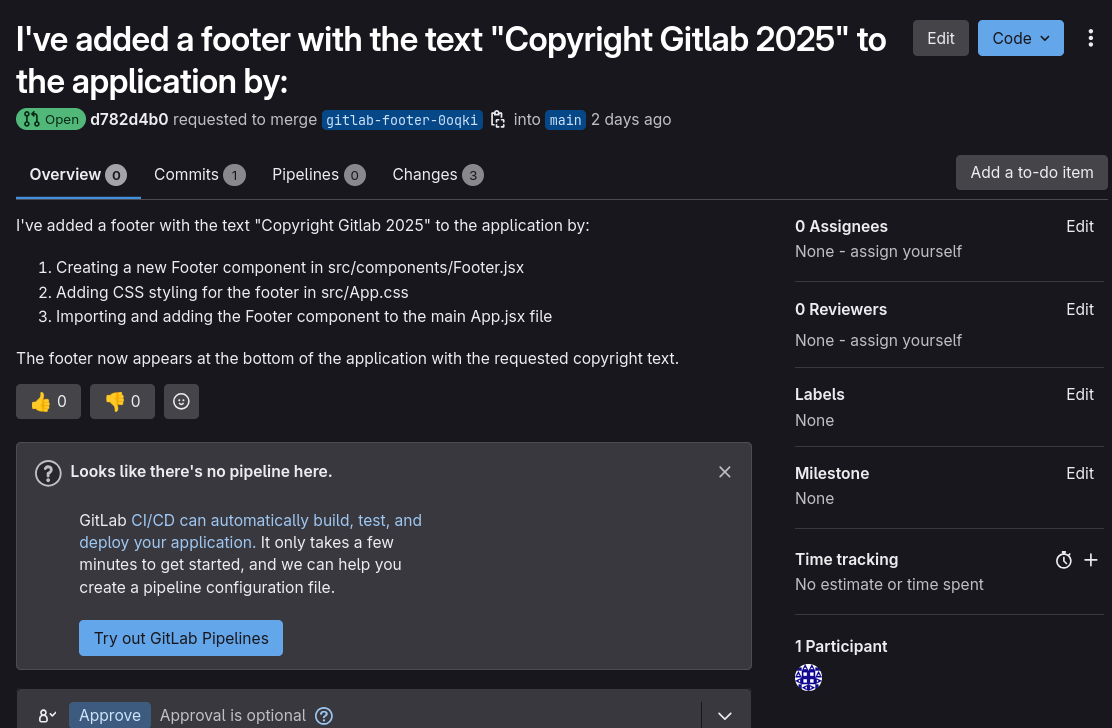 I've added a footer with the text "Copyright Gitlab 2025" to
the application by:
Edit
Code
Open d782d4b0 requested to merge gitlab-footer-0oqki into main 2 days ago
Overview 0 Commits 1 Pipelines 0 Changes 3
Add a to-do item
I've added a footer with the text "Copyright Gitlab 2025" to the application by:
1. Creating a new Footer component in src/components/Footer.jsx
2. Adding CSS styling for the footer in src/App.css
3. Importing and adding the Footer component to the main App.jsx file
The footer now appears at the bottom of the application with the requested copyright text.
👍 0 👎 0
Looks like there's no pipeline here.
GitLab CI/CD can automatically build, test, and
deploy your application. It only takes a few
minutes to get started, and we can help you
create a pipeline configuration file.
Try out GitLab Pipelines
Approve Approval is optional
0 Assignees Edit
None - assign yourself
0 Reviewers Edit
None - assign yourself
Labels Edit
None
Milestone Edit
None
Time tracking
No estimate or time spent
1 Participant